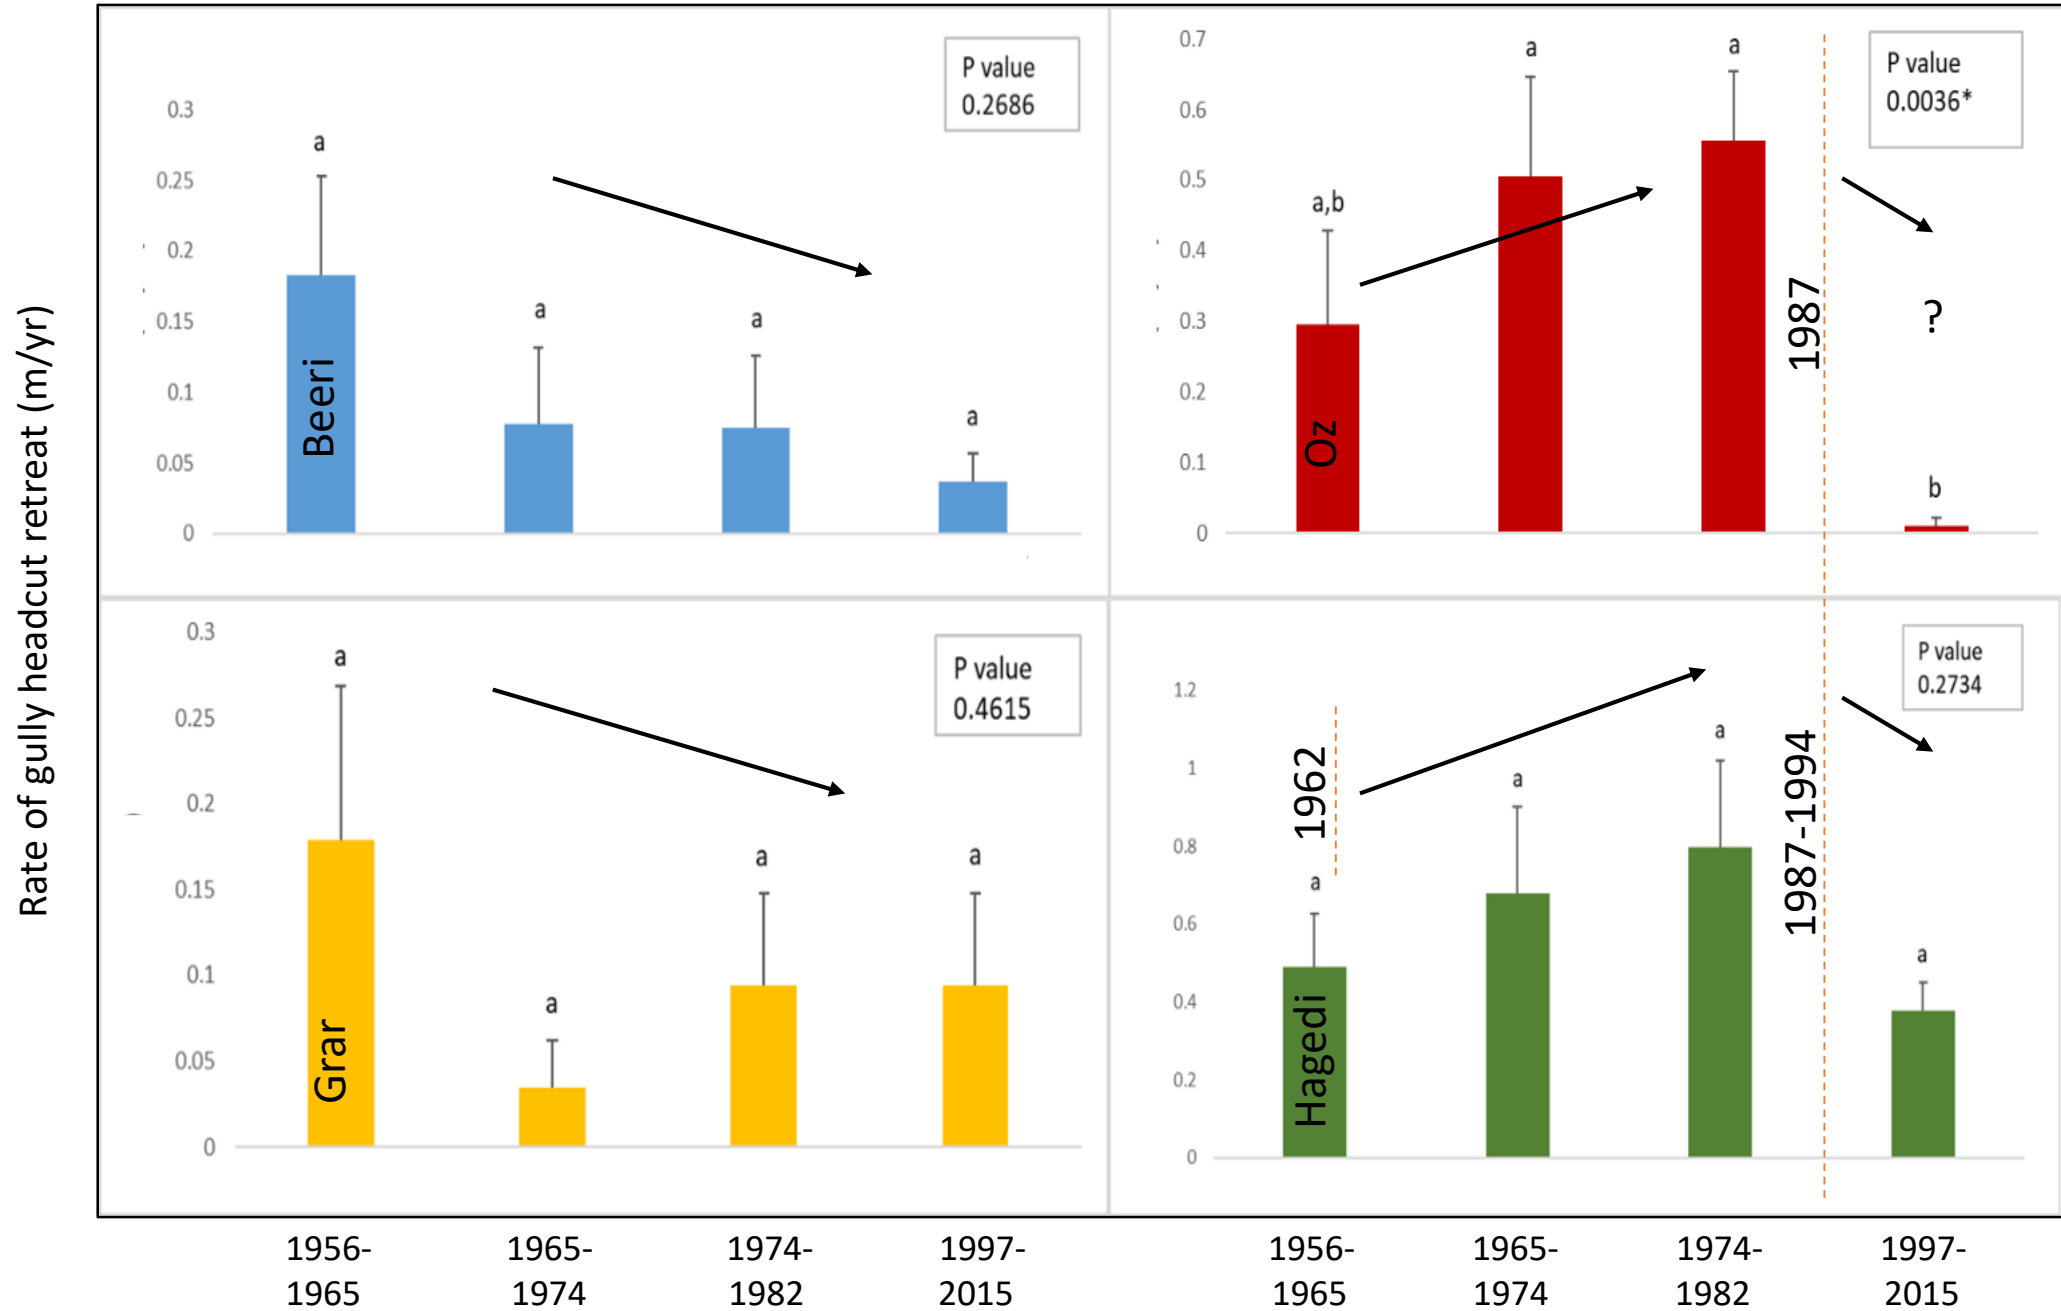 Rate of gully headcut retreat (m/yr)
P value
0.2686
0.3
0.25
0.2
0.15
0.1
0.05
0
a
a
a
a
Beeri
P value
0.0036*
0.7
0.6
0.5
0.4
0.3
0.2
0.1
0
a,b
a
a
b
Oz
1987
?
P value
0.4615
0.3
0.25
0.2
0.15
0.1
0.05
0
a
a
a
a
Grar
P value
0.2734
1.2
1
0.8
0.6
0.4
0.2
0
a
a
a
a
1962
Hagedi
1987-1994
1956-
1965
1965-
1974
1974-
1982
1997-
2015
1956-
1965
1965-
1974
1974-
1982
1997-
2015